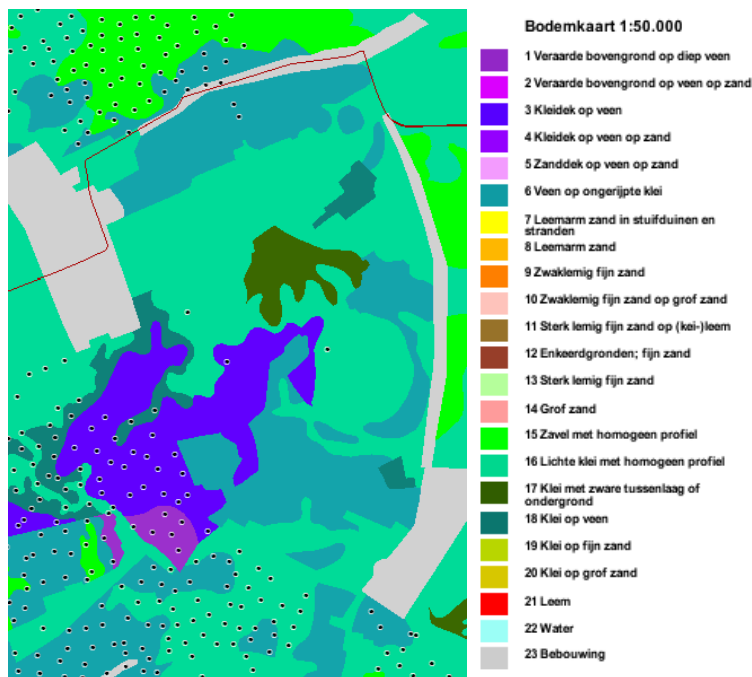 Bodemkaart 1:50.000
1 Veraarde bovengrond op diep veen
2 Veraarde bovengrond op veen op zand
3 Kleidek op veen
4 Kleidek op veen op zand
5 Zanddek op veen op zand
6 Veen op ongerijpte klei
7 Leemarm zand in stuifduinen en
stranden
8 Leemarm zand
9 Zwaklemig fijn zand
10 Zwaklemig fijn zand op grof zand
11 Sterk lemig fijn zand op (kei-)leem
12 Enkeerdgronden; fijn zand
13 Sterk lemig fijn zand
14 Grof zand
15 Zavel met homogeen profiel
16 Lichte klei met homogeen profiel
17 Klei met zware tussenlaag of
ondergrond
18 Klei op veen
19 Klei op fijn zand
20 Klei op grof zand
21 Leem
22 Water
23 Bebouwing